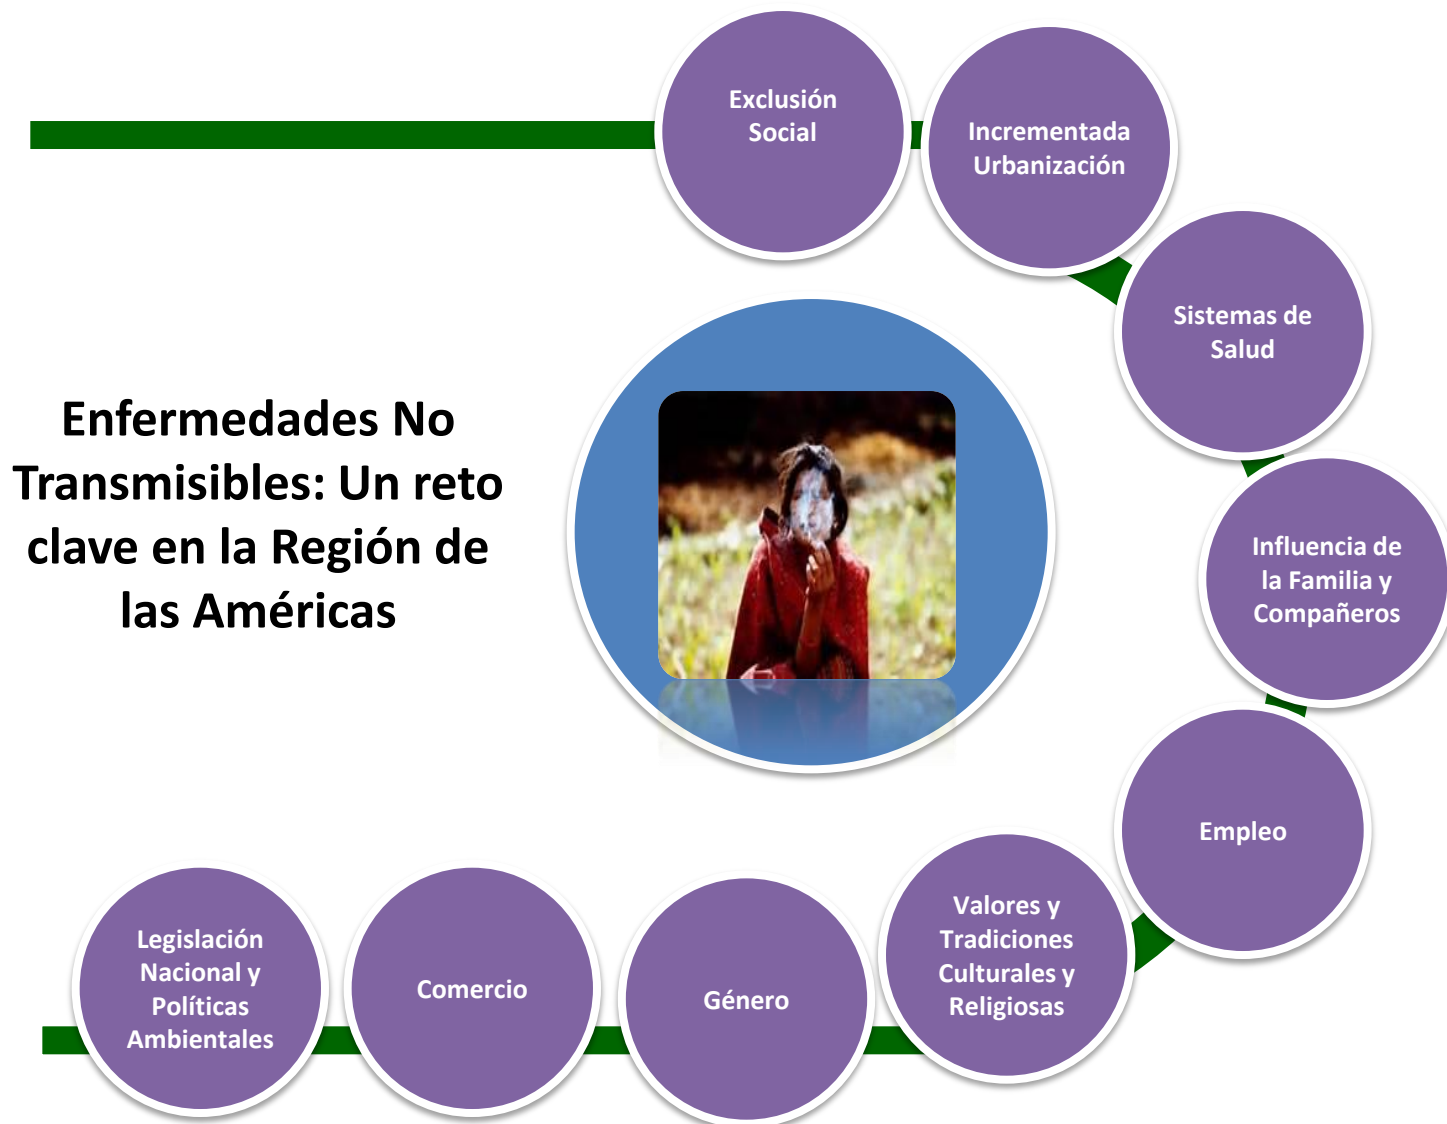 Exclusión
Social
Incrementada
Urbanización
Sistemas de
Salud
Enfermedades No
Transmisibles: Un reto
clave en la Región de
las Américas
Influencia de
la Familia y
Compañeros
Empleo
Valores y
Tradiciones
Culturales y
Religiosas
Género
Comercio
Legislación
Nacional y
Políticas
Ambientales